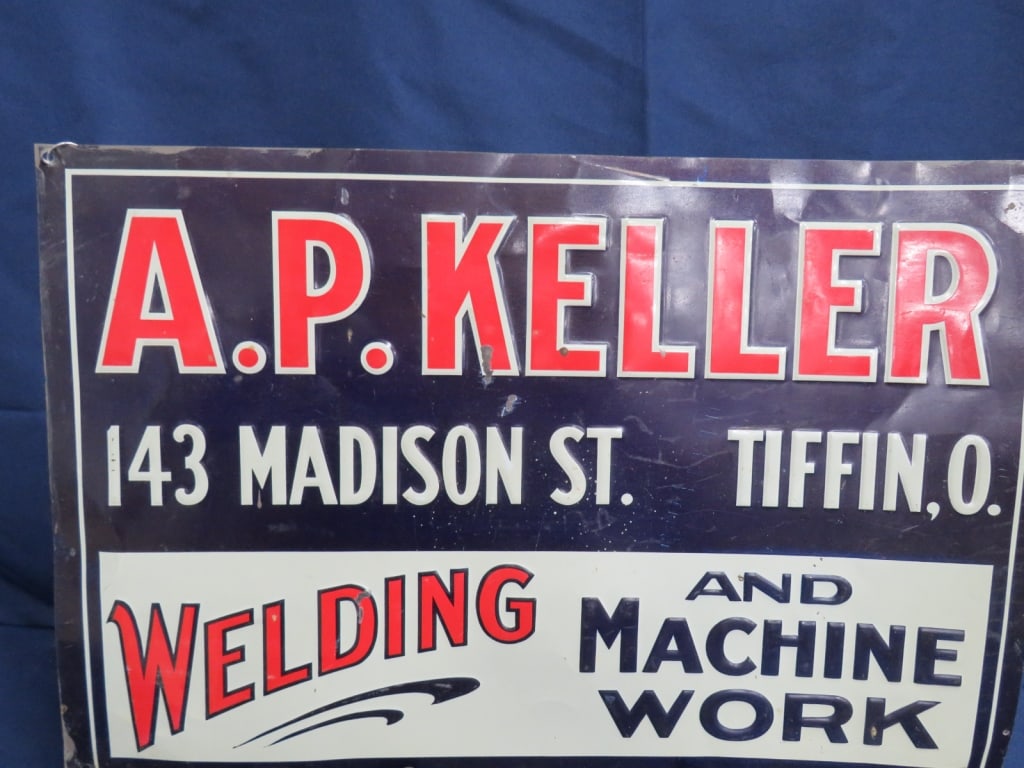 A.P. KELLER
143 MADISON ST. TIFFIN, O.
WELDING
AND
MACHINE
WORK